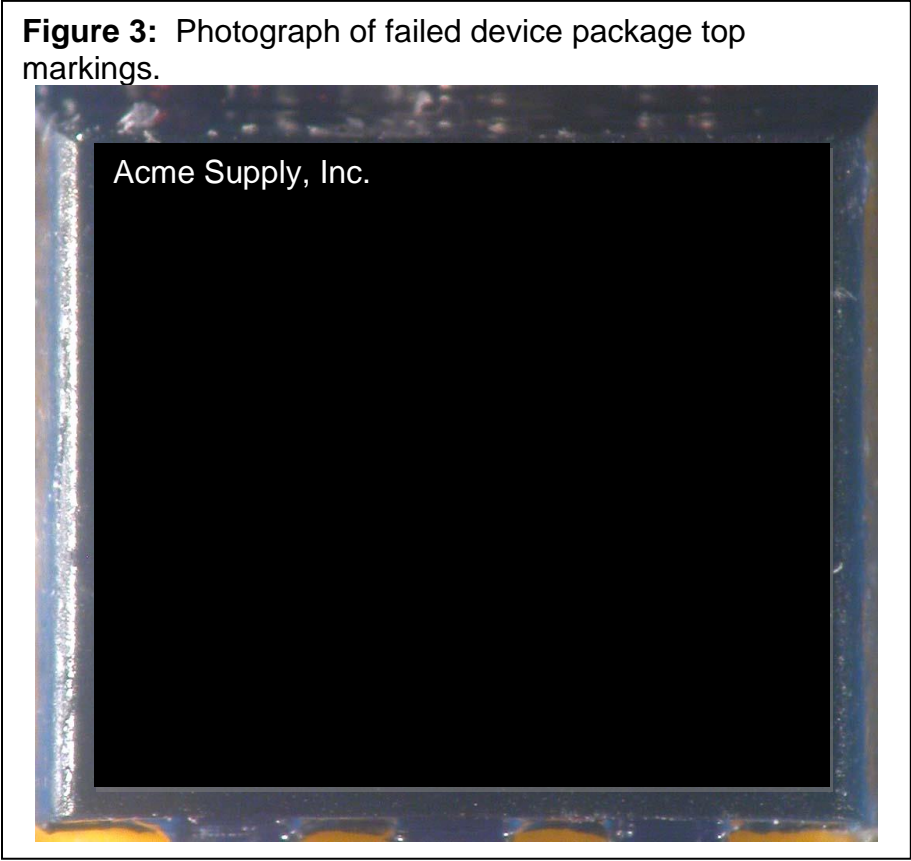 Figure 3: Photograph of failed device package top
markings.
Acme Supply, Inc.